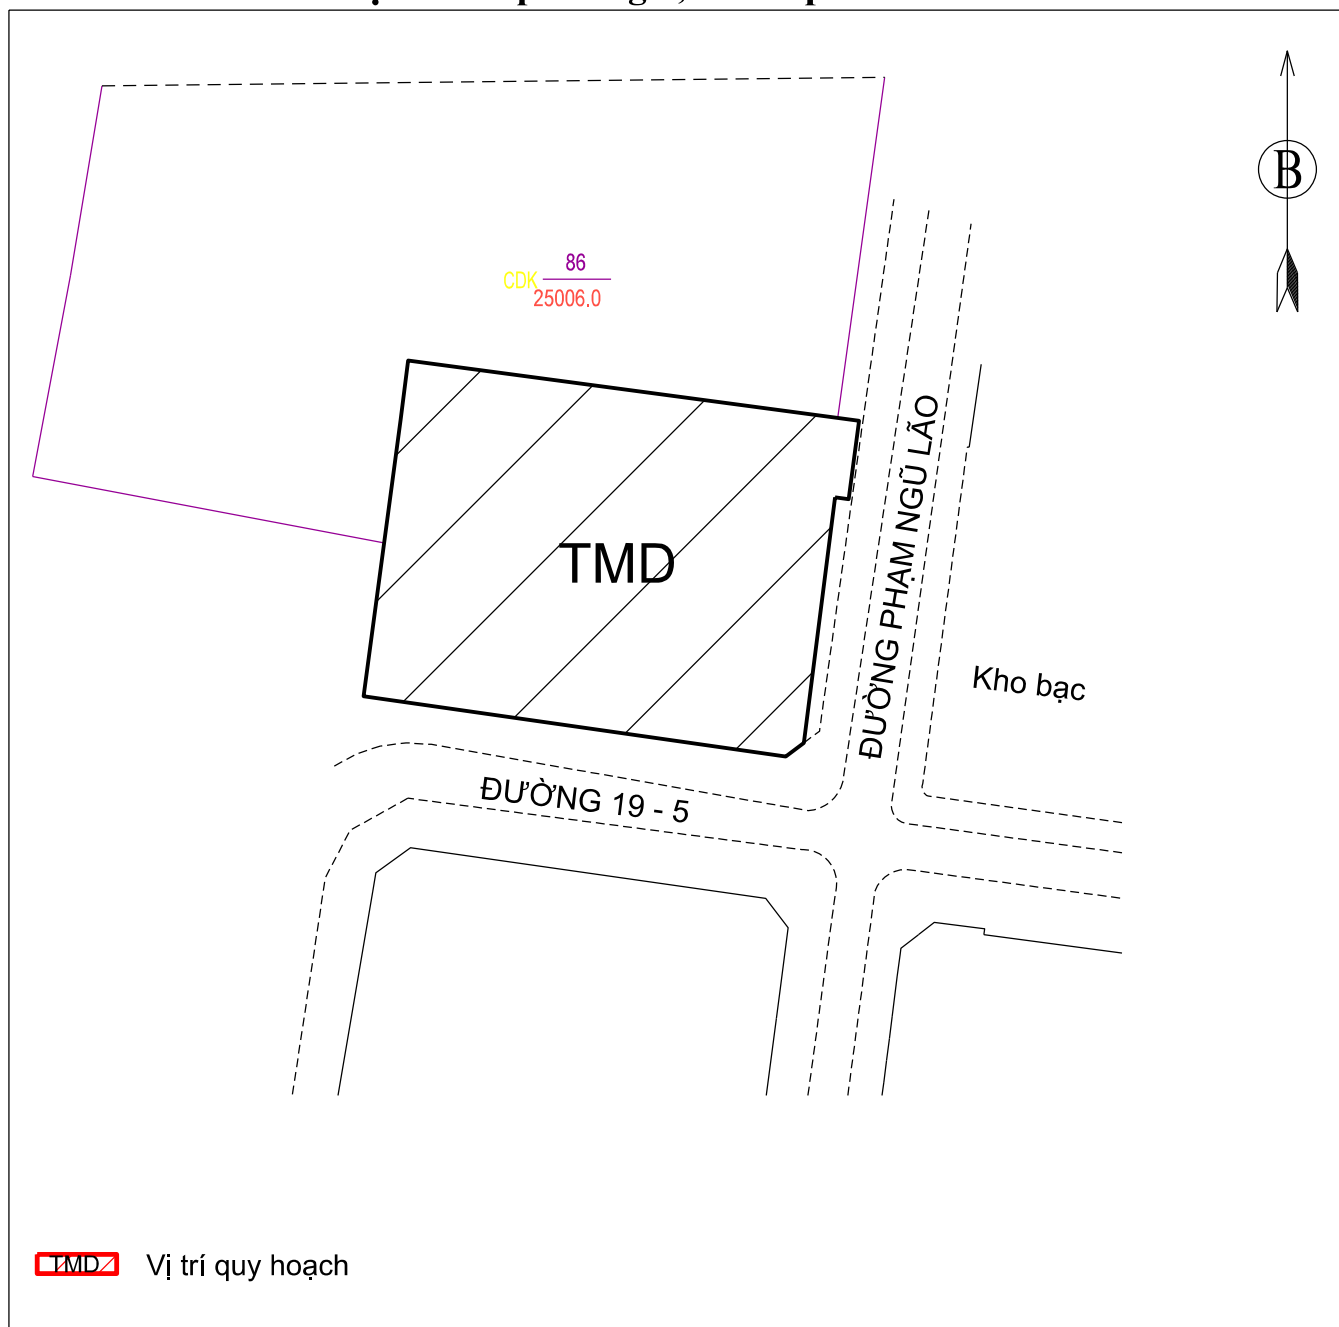 B
86
CDK
25006.0
TMD
ĐƯỜNG PHẠM NGŨ LÃO
Kho bạc
ĐƯỜNG 19 - 5
TMD
Vị trí quy hoạch